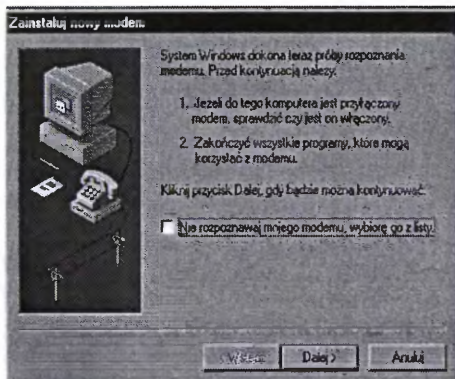 Zainstaluj nowy modem
System Windows dokona teraz próby rozpoznania
modemu. Przed kontynuacją należy:
1. Jeżeli do tego komputera jest przyłączony
modem, sprawdzić czy jest on włączony.
2. Zakończyć wszystkie programy, które mogą
korzystać z modemu.
Kliknij przycisk Dalej, gdy będzie można kontynuować.
Nie rozpoznawaj mojego modemu, wybiorę go z listy.
< Wstecz
Dalej >
Anuluj